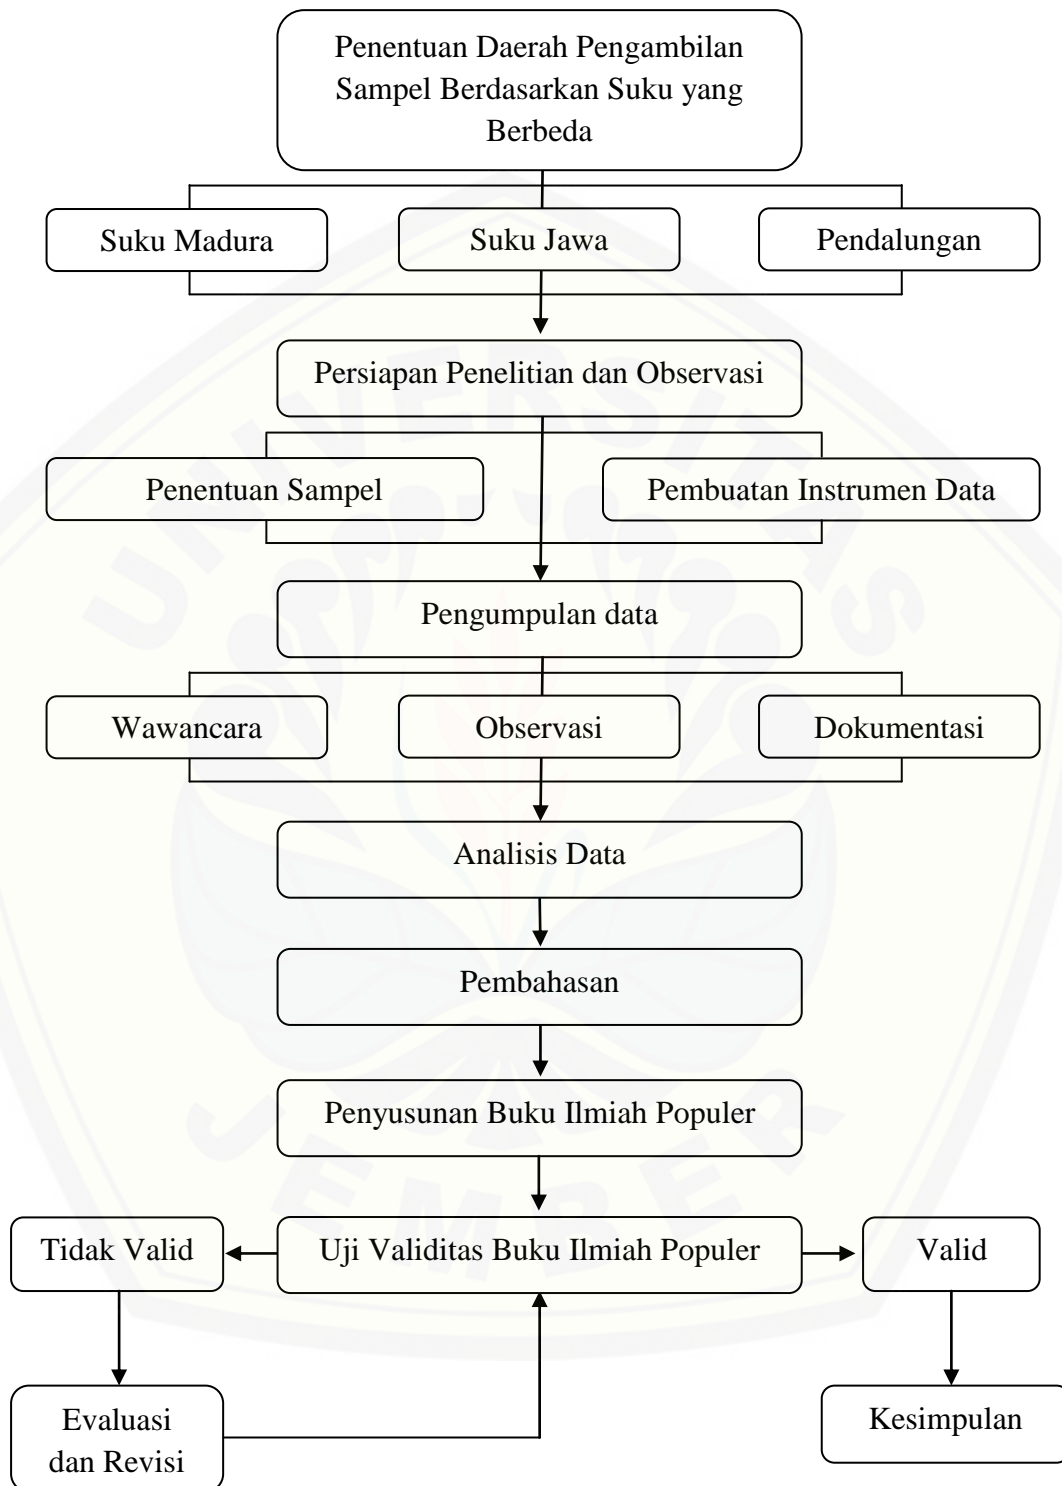 Penentuan Daerah Pengambilan
Sampel Berdasarkan Suku yang
Berbeda
Suku Madura
Suku Jawa
Pendalungan
Persiapan Penelitian dan Observasi
Penentuan Sampel
Pembuatan Instrumen Data
Pengumpulan data
Wawancara
Observasi
Dokumentasi
Analisis Data
Pembahasan
Penyusunan Buku Ilmiah Populer
Tidak Valid
Uji Validitas Buku Ilmiah Populer
Valid
Evaluasi
dan Revisi
Kesimpulan
UNIVERSITAS
JEMBER